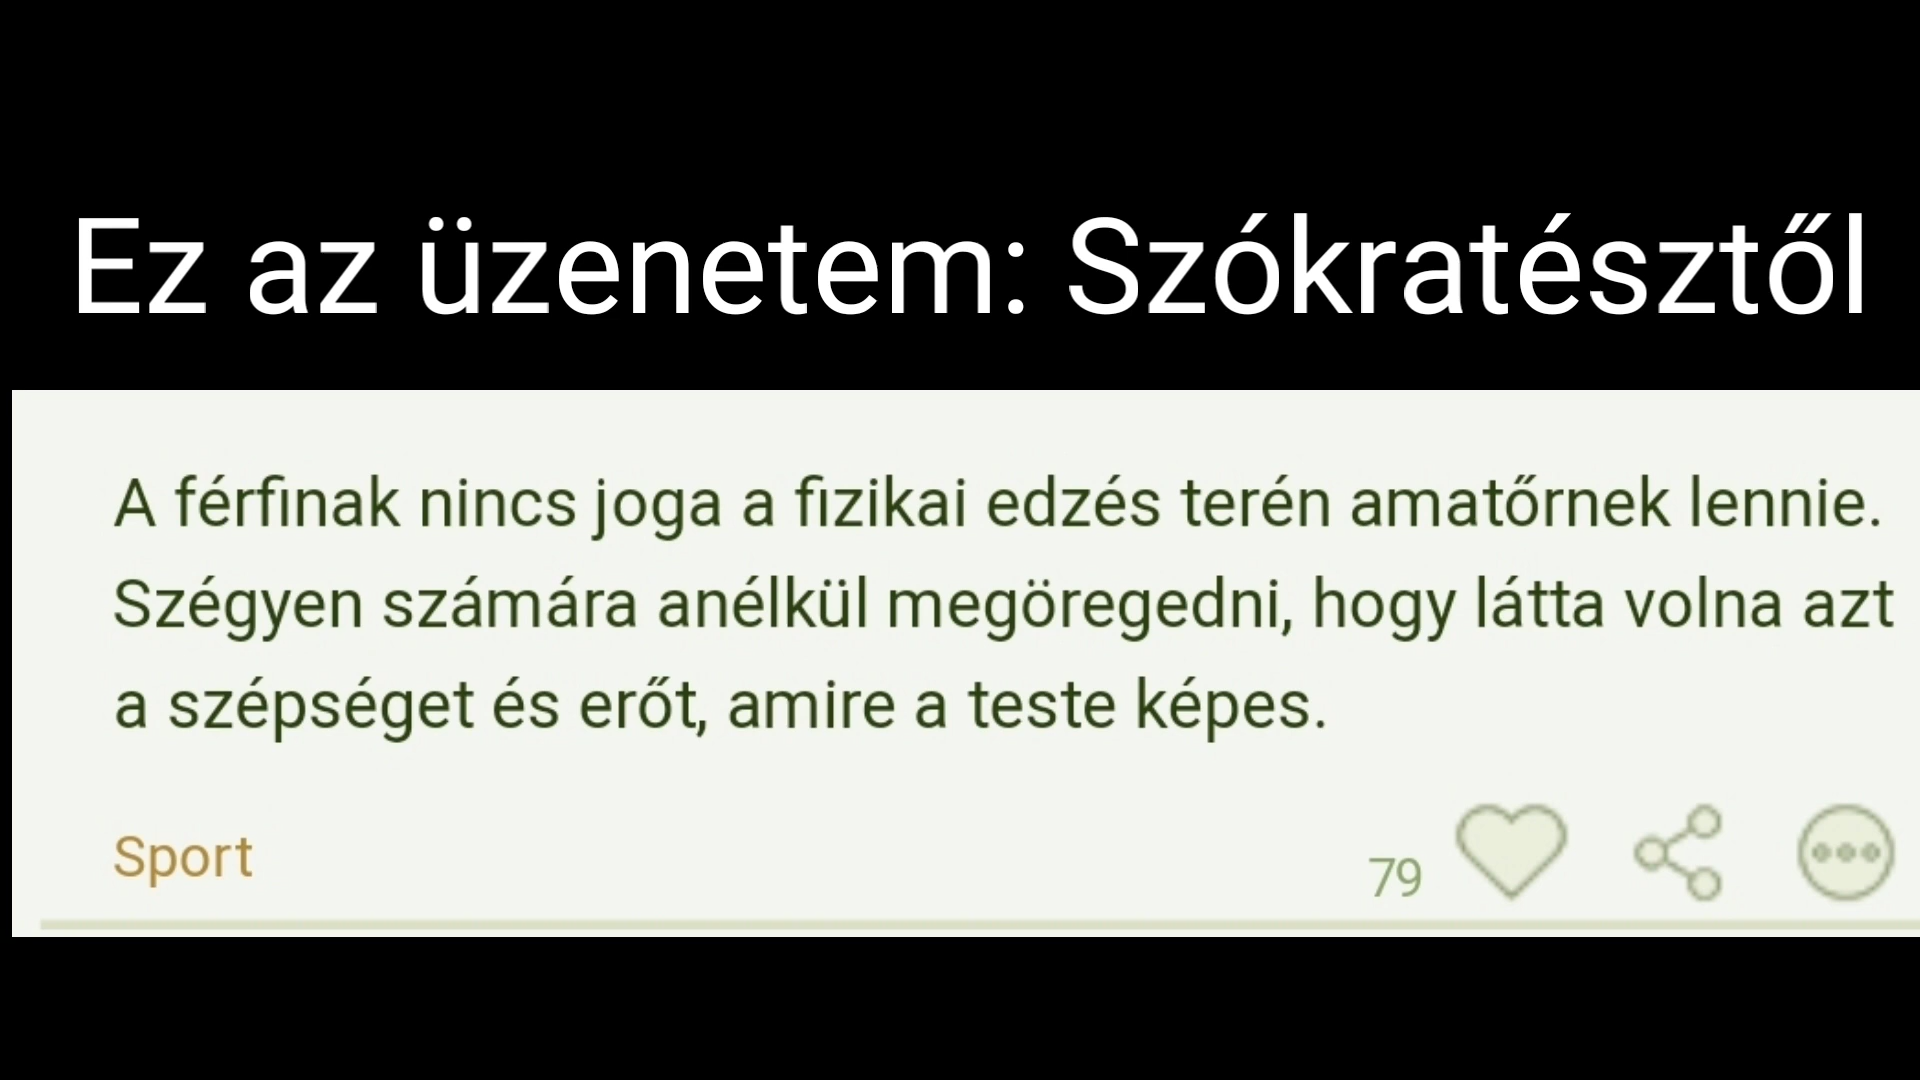 Ez az üzenetem: Szókratésztől
A férfinak nincs joga a fizikai edzés terén amatőrnek lennie.
Szégyen számára anélkül megöregedni, hogy látta volna azt
a szépséget és erőt, amire a teste képes.
Sport
79